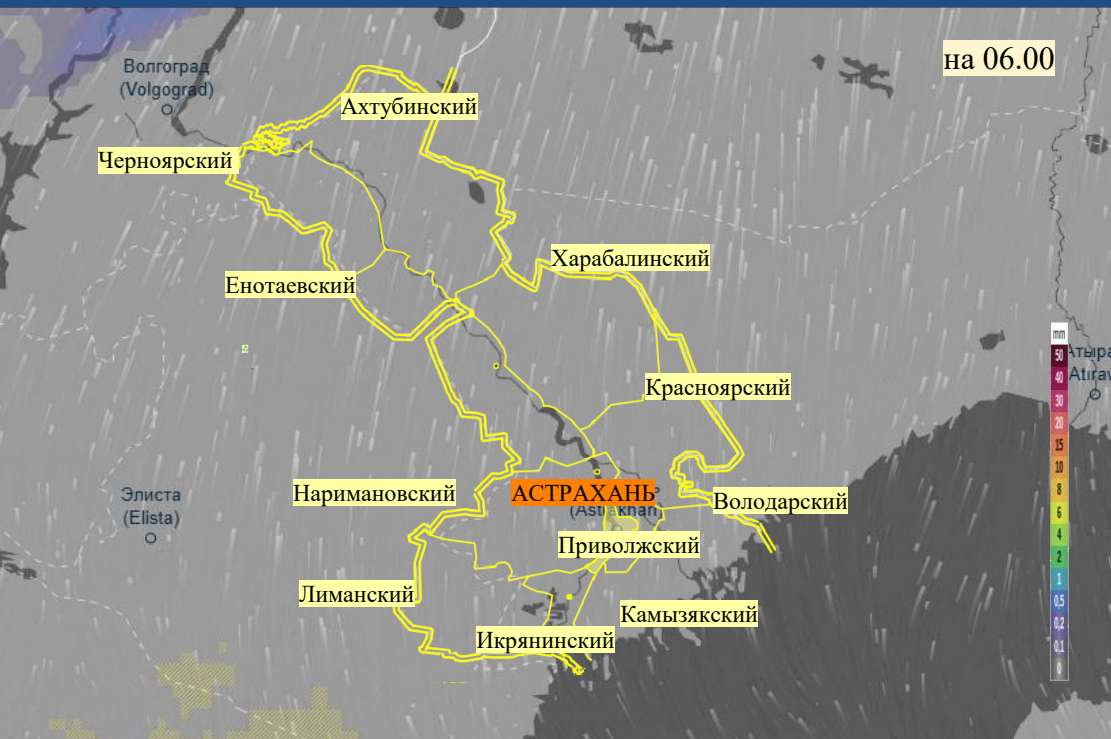 на 06.00
Волгоград
(Volgograd)
Ахтубинский
Черноярский
Харабалинский
Енотаевский
mm
50
40
30
20
15
10
8
6
4
2
1
0,5
0,2
0,1
0
Красноярский
Наримановский
АСТРАХАНЬ
Элиста
(Elista)
Володарский
Приволжский
Лиманский
Камызякский
Икрянинский